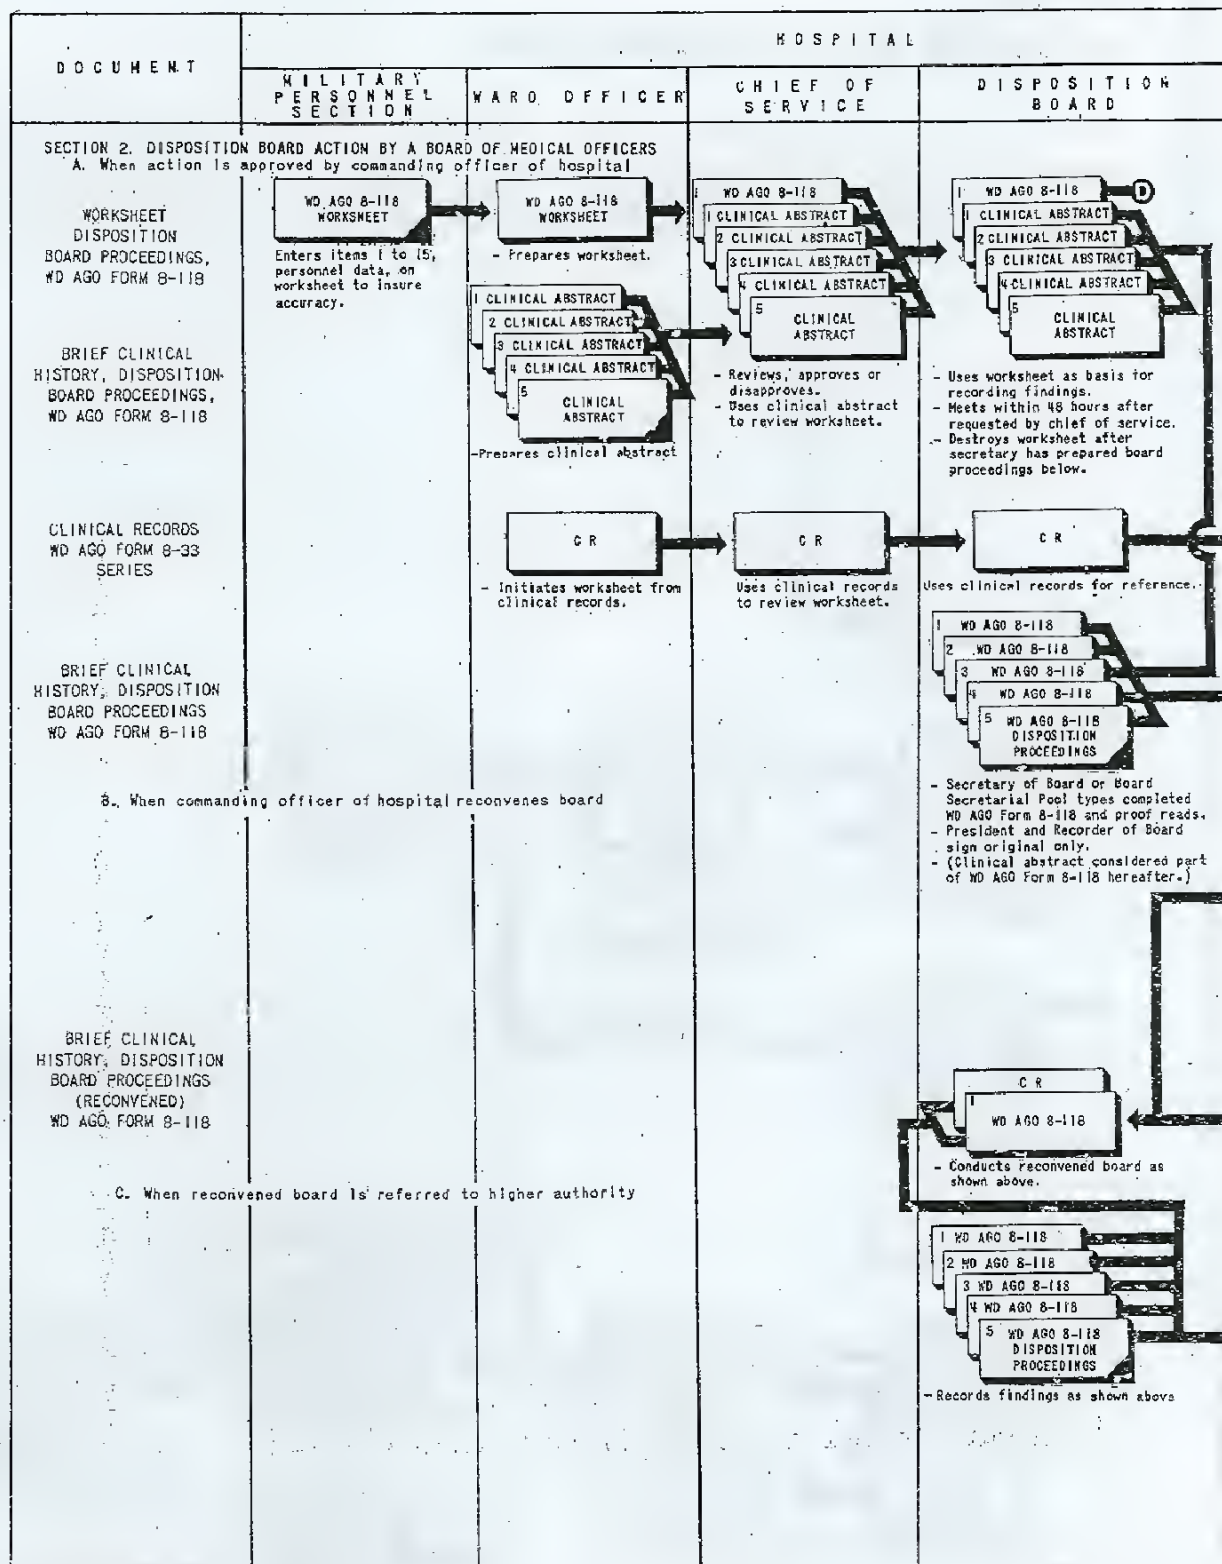 HOSPITAL
DOCUMENT
MILITARY
PERSONNEL
SECTION
WARD OFFICER
CHIEF OF
SERVICE
DISPOSITION
BOARD
SECTION 2. DISPOSITION BOARD ACTION BY A BOARD OF MEDICAL OFFICERS
A. When action is approved by commanding officer of hospital
WORKSHEET
DISPOSITION
BOARD PROCEEDINGS,
WD AGO FORM 8-118
WD AGO 8-118
WORKSHEET
Enters items 1 to 15,
personnel data, on
worksheet to insure
accuracy.
WD AGO 8-118
WORKSHEET
- Prepares worksheet.
1 WD AGO 8-118
1 CLINICAL ABSTRACT
2 CLINICAL ABSTRACT
3 CLINICAL ABSTRACT
4 CLINICAL ABSTRACT
5 CLINICAL
ABSTRACT
1 WD AGO 8-118
D
1 CLINICAL ABSTRACT
2 CLINICAL ABSTRACT
3 CLINICAL ABSTRACT
4 CLINICAL ABSTRACT
5 CLINICAL
ABSTRACT
BRIEF CLINICAL
HISTORY, DISPOSITION
BOARD PROCEEDINGS,
WD AGO FORM 8-118
1 CLINICAL ABSTRACT
2 CLINICAL ABSTRACT
3 CLINICAL ABSTRACT
4 CLINICAL ABSTRACT
5 CLINICAL
ABSTRACT
-Prepares clinical abstract
- Reviews, approves or
disapproves.
- Uses clinical abstract
to review worksheet.
- Uses worksheet as basis for
recording findings.
- Meets within 48 hours after
requested by chief of service.
- Destroys worksheet after
secretary has prepared board
proceedings below.
CLINICAL RECORDS
WD AGO FORM 8-33
SERIES
C R
- Initiates worksheet from
clinical records.
C R
Uses clinical records
to review worksheet.
C R
Uses clinical records for reference.
BRIEF CLINICAL
HISTORY, DISPOSITION
BOARD PROCEEDINGS
WD AGO FORM 8-118
1 WD AGO 8-118
2 WD AGO 8-118
3 WD AGO 8-118
4 WD AGO 8-118
5 WD AGO 8-118
DISPOSITION
PROCEEDINGS
- Secretary of Board or Board
Secretarial Pool types completed
WD AGO Form 8-118 and proof reads.
- President and Recorder of Board
sign original only.
- (Clinical abstract considered part
of WD AGO Form 8-118 hereafter.)
B. When commanding officer of hospital reconvenes board
BRIEF CLINICAL
HISTORY, DISPOSITION
BOARD PROCEEDINGS
(RECONVENED)
WD AGO FORM 8-118
C R
1
WD AGO 8-118
- Conducts reconvened board as
shown above.
C. When reconvened board is referred to higher authority
1 WD AGO 8-118
2 WD AGO 8-118
3 WD AGO 8-118
4 WD AGO 8-118
5 WD AGO 8-118
DISPOSITION
PROCEEDINGS
- Records findings as shown above